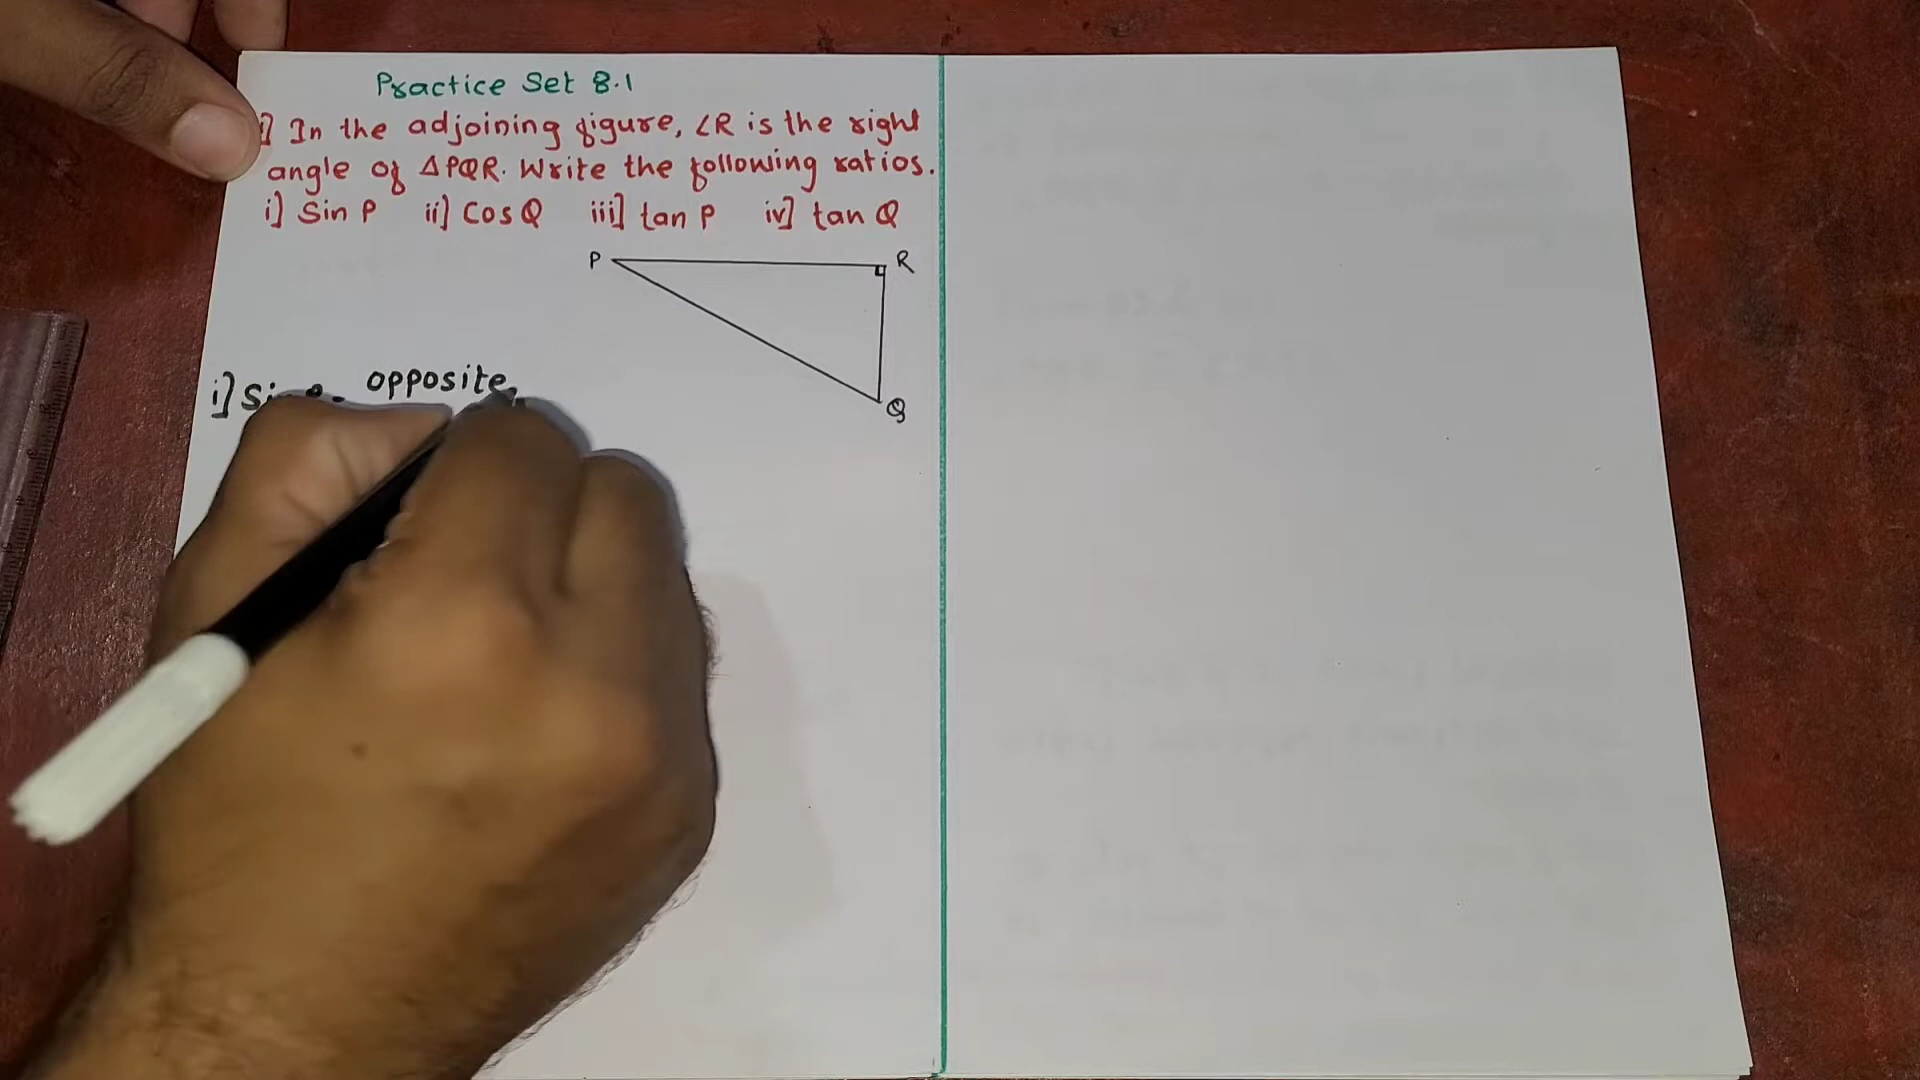 Practice Set 8.1
] In the adjoining figure, ∠R is the right
angle of ΔPQR. Write the following ratios.
i] Sin P ii] Cos Q iii] tan P iv] tan Q
P R
opposite
i]
Q